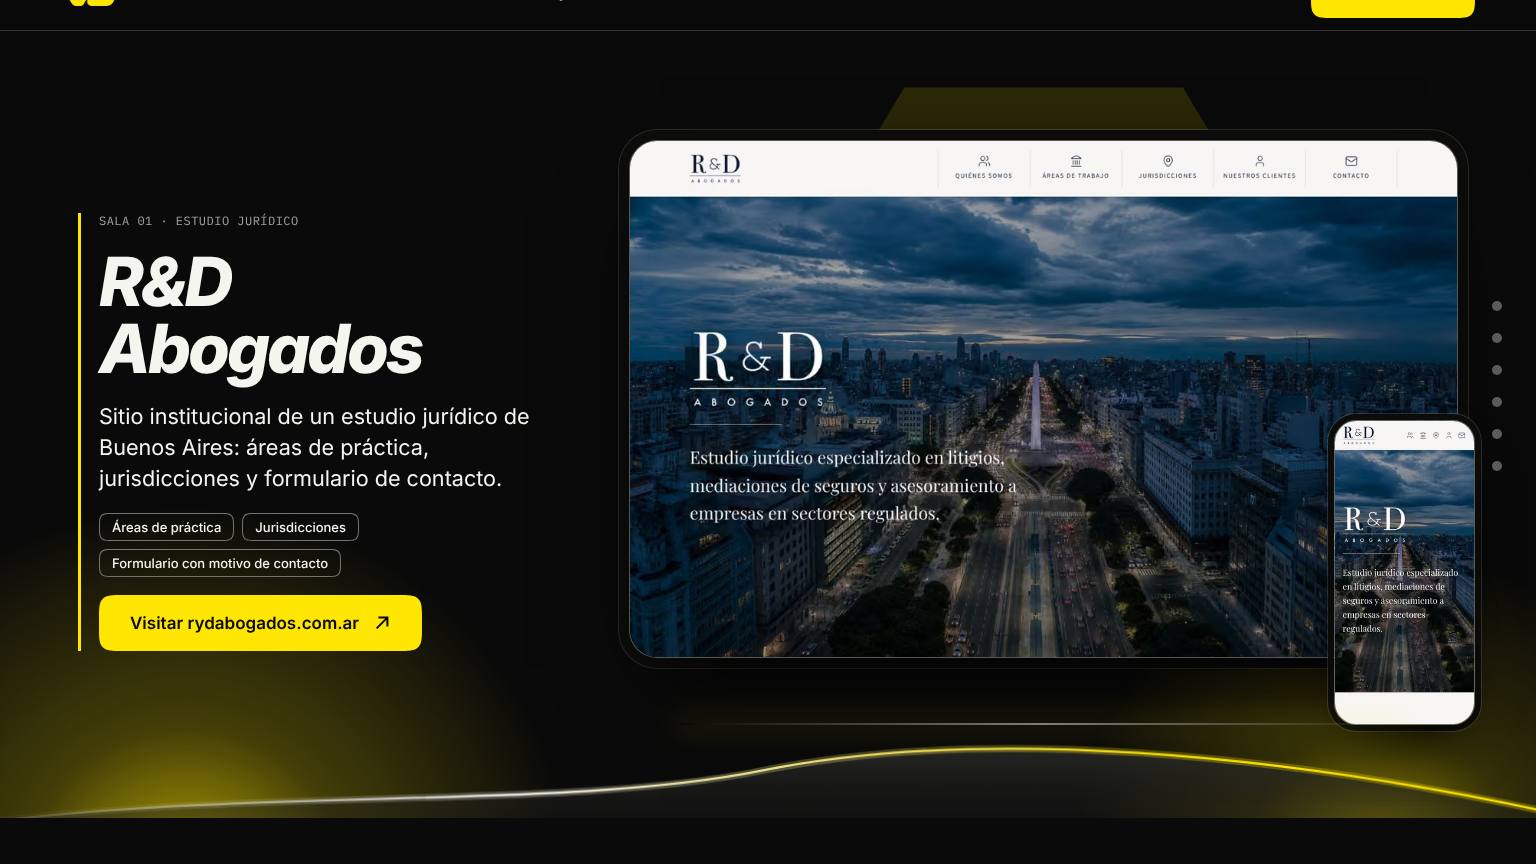 SALA 01 · ESTUDIO JURÍDICO
R&D
Abogados
Sitio institucional de un estudio jurídico de
Buenos Aires: áreas de práctica,
jurisdicciones y formulario de contacto.
Áreas de práctica
Jurisdicciones
Formulario con motivo de contacto
Visitar rydabogados.com.ar
R&D
ABOGADOS
QUIÉNES SOMOS
ÁREAS DE TRABAJO
JURISDICCIONES
NUESTROS CLIENTES
CONTACTO
R&D
ABOGADOS
Estudio jurídico especializado en litigios,
mediaciones de seguros y asesoramiento a
empresas en sectores regulados.
R&D
ABOGADOS
R&D
ABOGADOS
Estudio jurídico especializado
en litigios, mediaciones de
seguros y asesoramiento a
empresas en sectores
regulados.